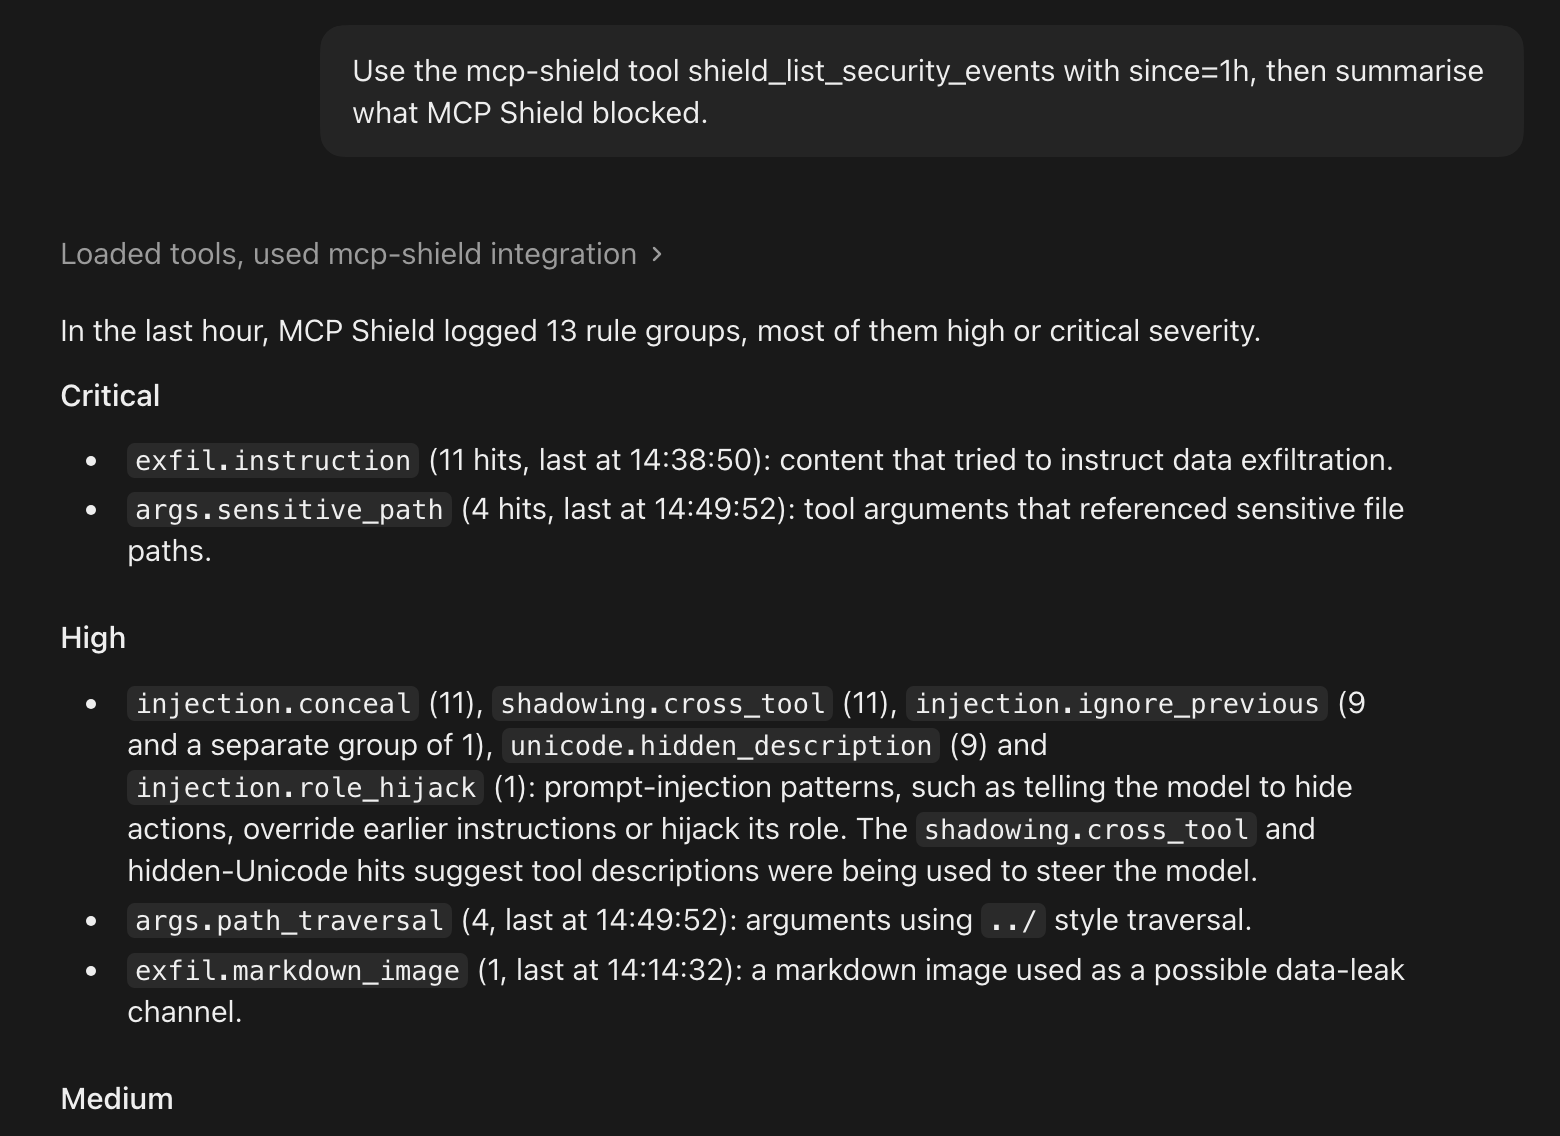 Use the mcp-shield tool shield_list_security_events with since=1h, then summarise
what MCP Shield blocked.
Loaded tools, used mcp-shield integration >
In the last hour, MCP Shield logged 13 rule groups, most of them high or critical severity.
Critical
• exfil.instruction (11 hits, last at 14:38:50): content that tried to instruct data exfiltration.
• args.sensitive_path (4 hits, last at 14:49:52): tool arguments that referenced sensitive file
paths.
High
• injection.conceal (11), shadowing.cross_tool (11), injection.ignore_previous (9
and a separate group of 1), unicode.hidden_description (9) and
injection.role_hijack (1): prompt-injection patterns, such as telling the model to hide
actions, override earlier instructions or hijack its role. The shadowing.cross_tool and
hidden-Unicode hits suggest tool descriptions were being used to steer the model.
• args.path_traversal (4, last at 14:49:52): arguments using ../ style traversal.
• exfil.markdown_image (1, last at 14:14:32): a markdown image used as a possible data-leak
channel.
Medium